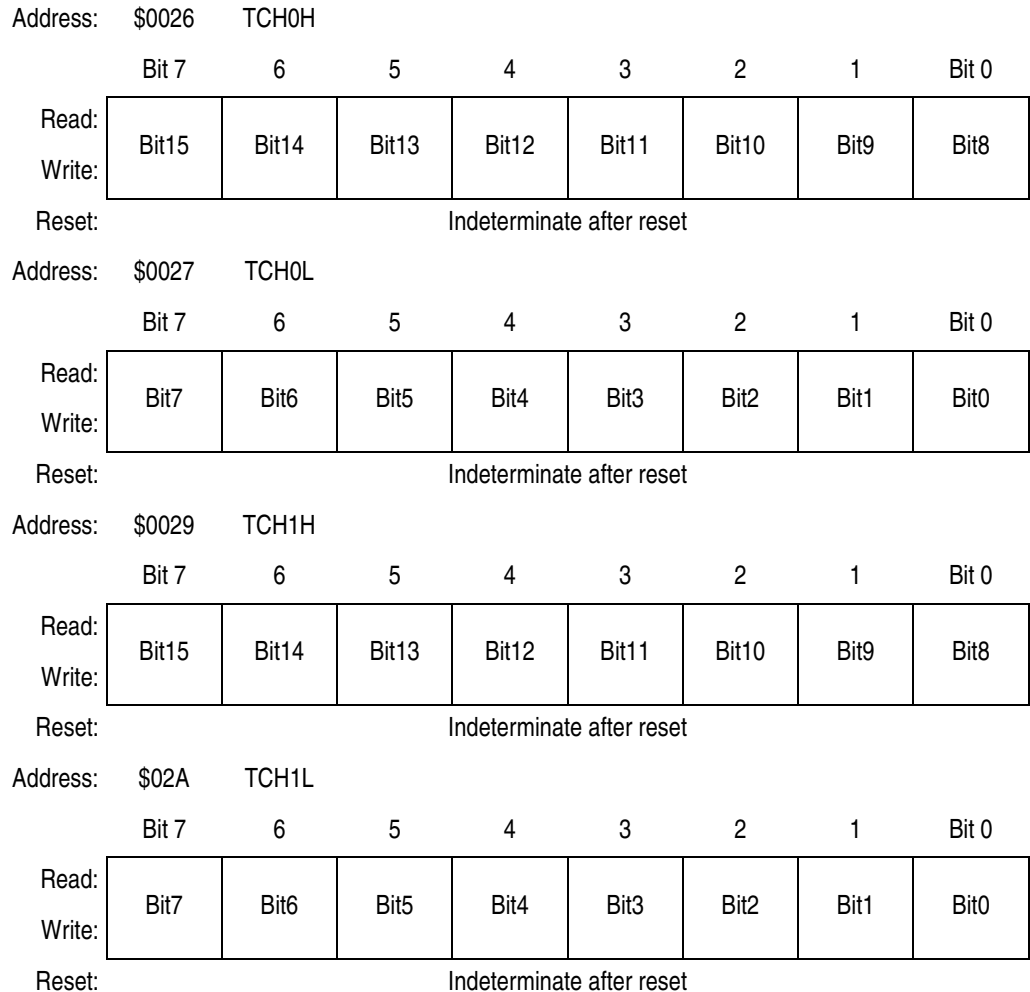 Address: $0026 TCH0H
Bit 7 6 5 4 3 2 1 Bit 0
Read:
Bit15 Bit14 Bit13 Bit12 Bit11 Bit10 Bit9 Bit8
Write:
Reset: Indeterminate after reset
Address: $0027 TCH0L
Bit 7 6 5 4 3 2 1 Bit 0
Read:
Bit7 Bit6 Bit5 Bit4 Bit3 Bit2 Bit1 Bit0
Write:
Reset: Indeterminate after reset
Address: $0029 TCH1H
Bit 7 6 5 4 3 2 1 Bit 0
Read:
Bit15 Bit14 Bit13 Bit12 Bit11 Bit10 Bit9 Bit8
Write:
Reset: Indeterminate after reset
Address: $02A TCH1L
Bit 7 6 5 4 3 2 1 Bit 0
Read:
Bit7 Bit6 Bit5 Bit4 Bit3 Bit2 Bit1 Bit0
Write:
Reset: Indeterminate after reset